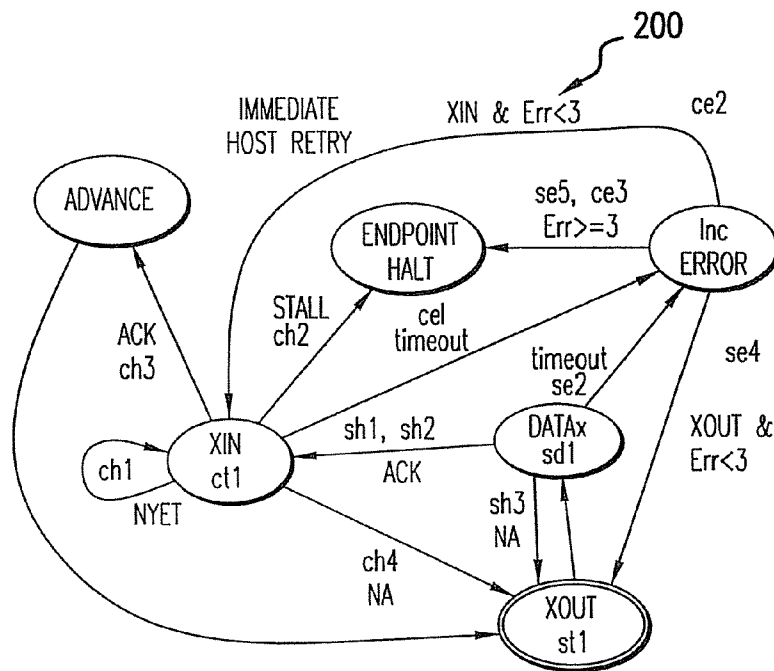 200
IMMEDIATE
HOST RETRY
XIN & Err<3
ce2
ADVANCE
ENDPOINT
HALT
se5, ce3
Err>=3
Inc
ERROR
STALL
ch2
cel
timeout
ACK
ch3
timeout
se2
se4
XIN
ct1
sh1, sh2
ACK
DATAx
sd1
XOUT &
Err<3
ch1
NYET
sh3
NA
ch4
NA
XOUT
st1